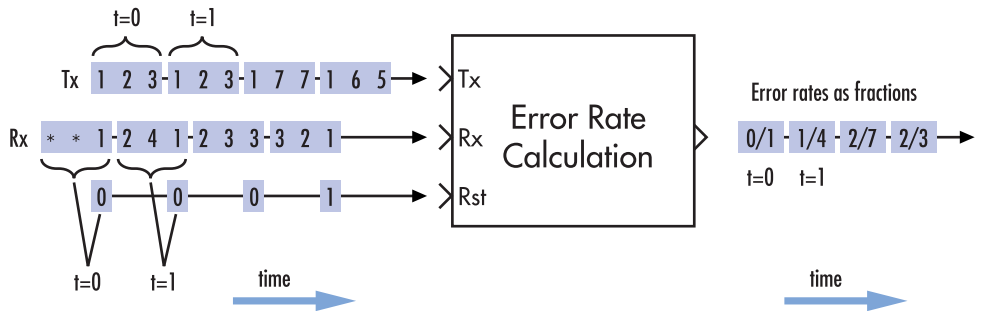 t=0 t=1
Tx 1 2 3 1 2 3 1 7 7 1 6 5
Rx * * 1 2 4 1 2 3 3 3 2 1
0 0 0 1
t=0 t=1
time
Tx
Rx
Rst
Error Rate
Calculation
Error rates as fractions
0/1 1/4 2/7 2/3
t=0 t=1
time